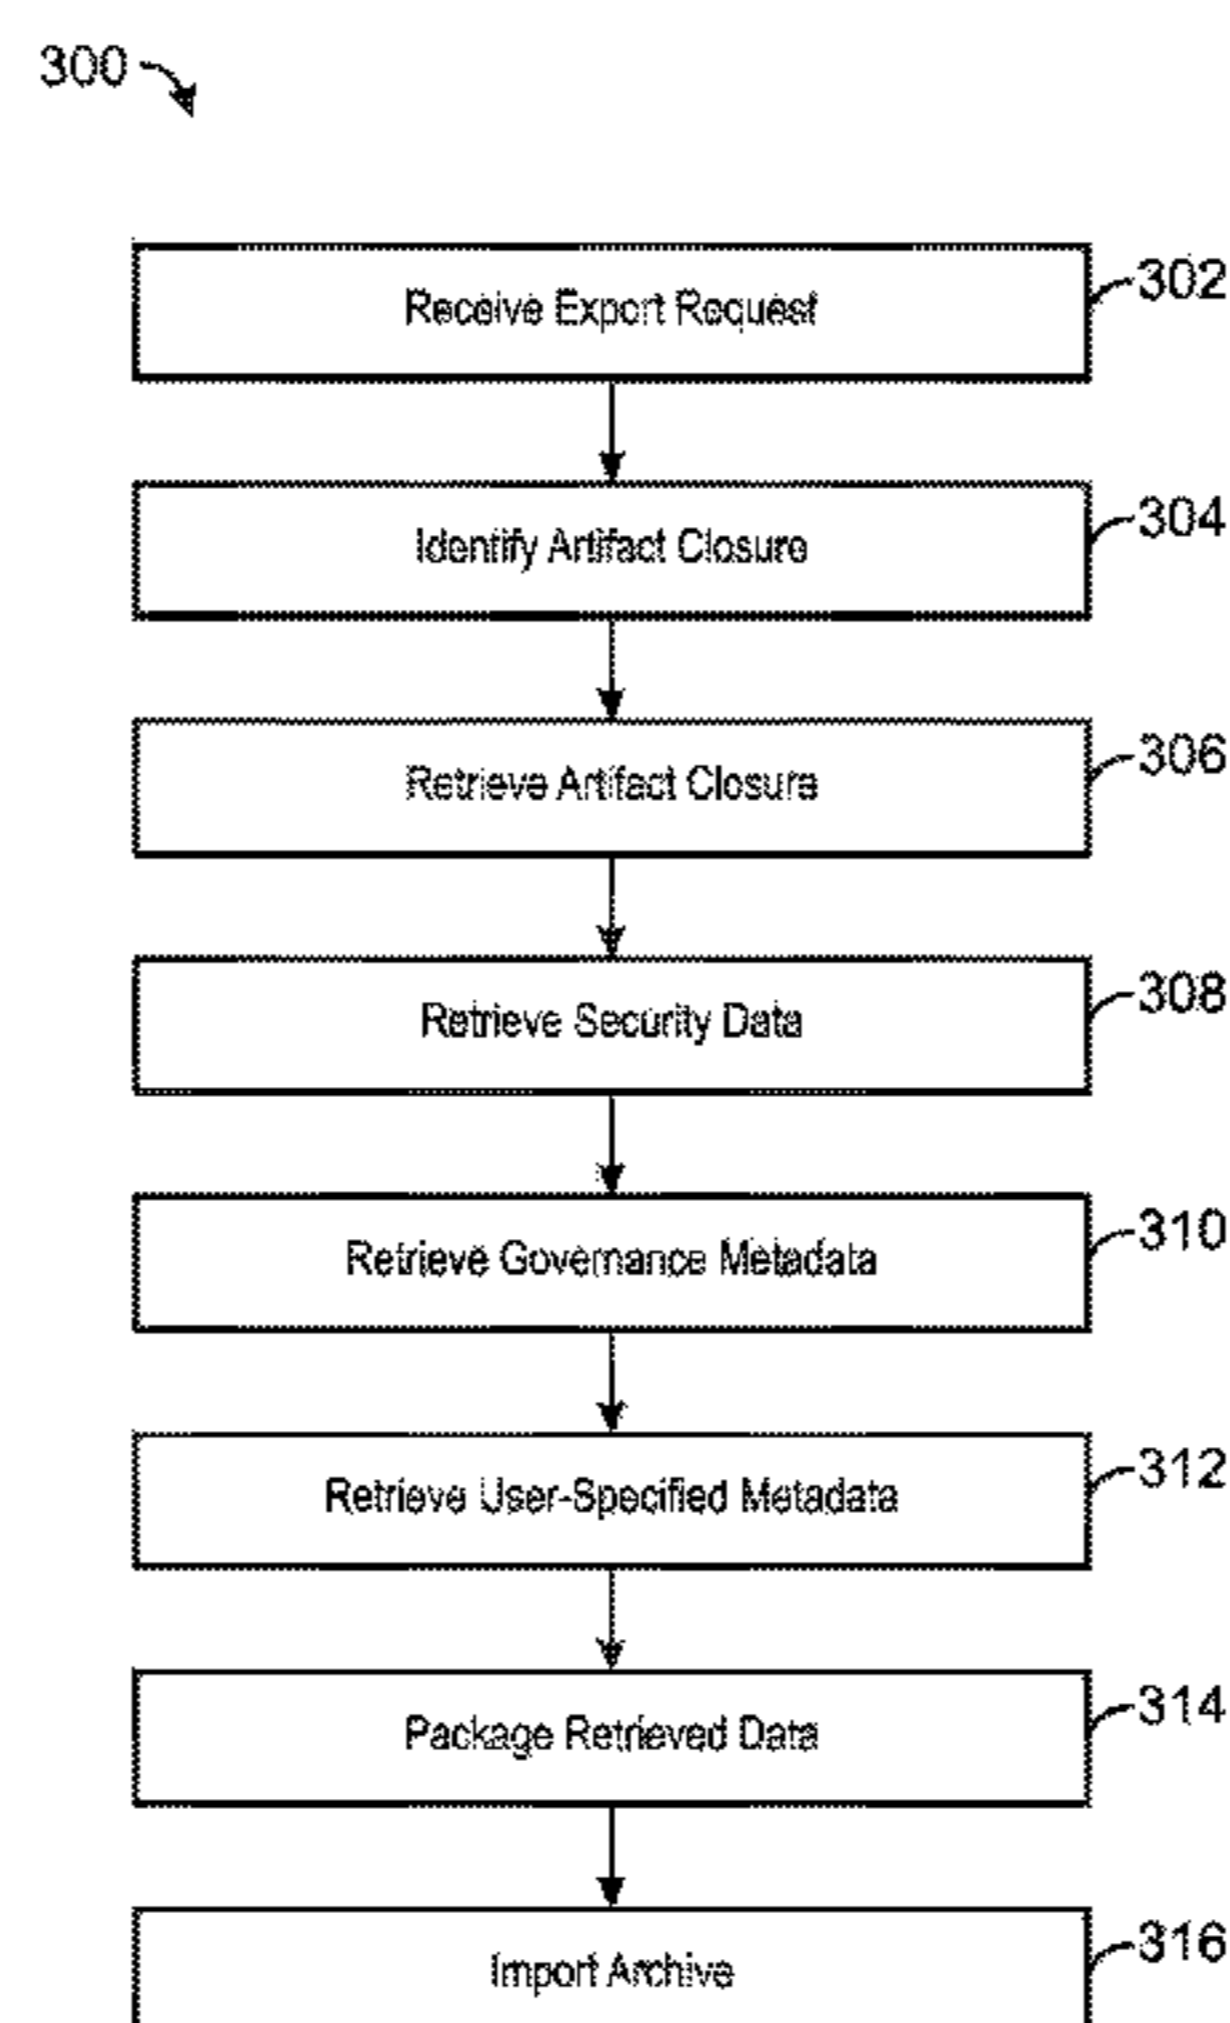 300
Receive Export Request
302
Identify Artifact Closure
304
Retrieve Artifact Closure
306
Retrieve Security Data
308
Retrieve Governance Metadata
310
Retrieve User-Specified Metadata
312
Package Retrieved Data
314
Import Archive
316